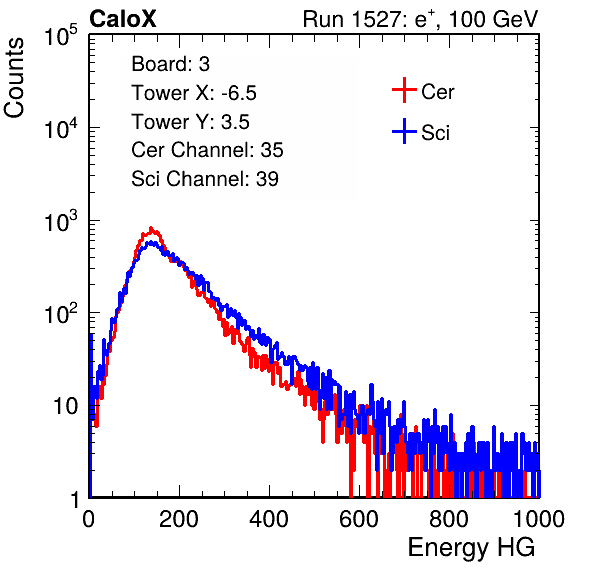 CaloX Run 1527: e⁺, 100 GeV
Counts
10⁵
10⁴
10³
10²
10
1
Board: 3
Tower X: -6.5
Tower Y: 3.5
Cer Channel: 35
Sci Channel: 39
Cer
Sci
0 200 400 600 800 1000
Energy HG